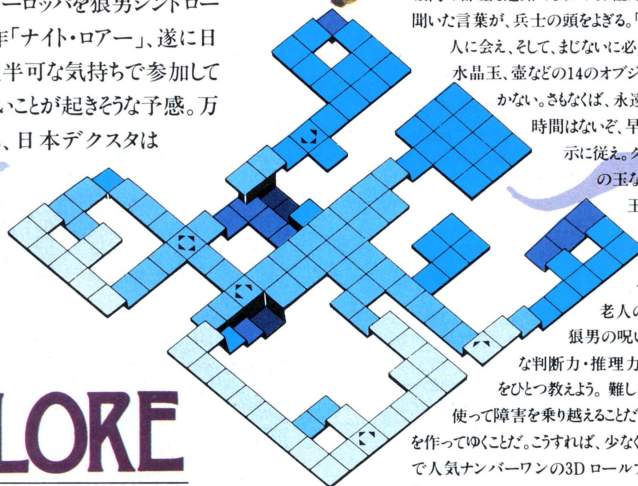 ーロッパを狼男シンドロー
作「ナイト・ロアー」、遂に日
半可な気持ちで参加して
いことが起きそうな予感。万
、日本デクスタは
聞いた言葉が、兵士の頭をよぎる。「
人に会え、そして、まじないに必
水晶玉、壺などの14のオブジ
かない。さもなくば、永遠
時間はないぞ、早
示に従え。ク
の玉な
王
老人の
狼男の呪い
な判断力・推理力
をひとつ教えよう。難し
使って障害を乗り越えることだ
を作ってゆくことだ。こうすれば、少なく
で人気ナンバーワンの3D ロールプ
LORE